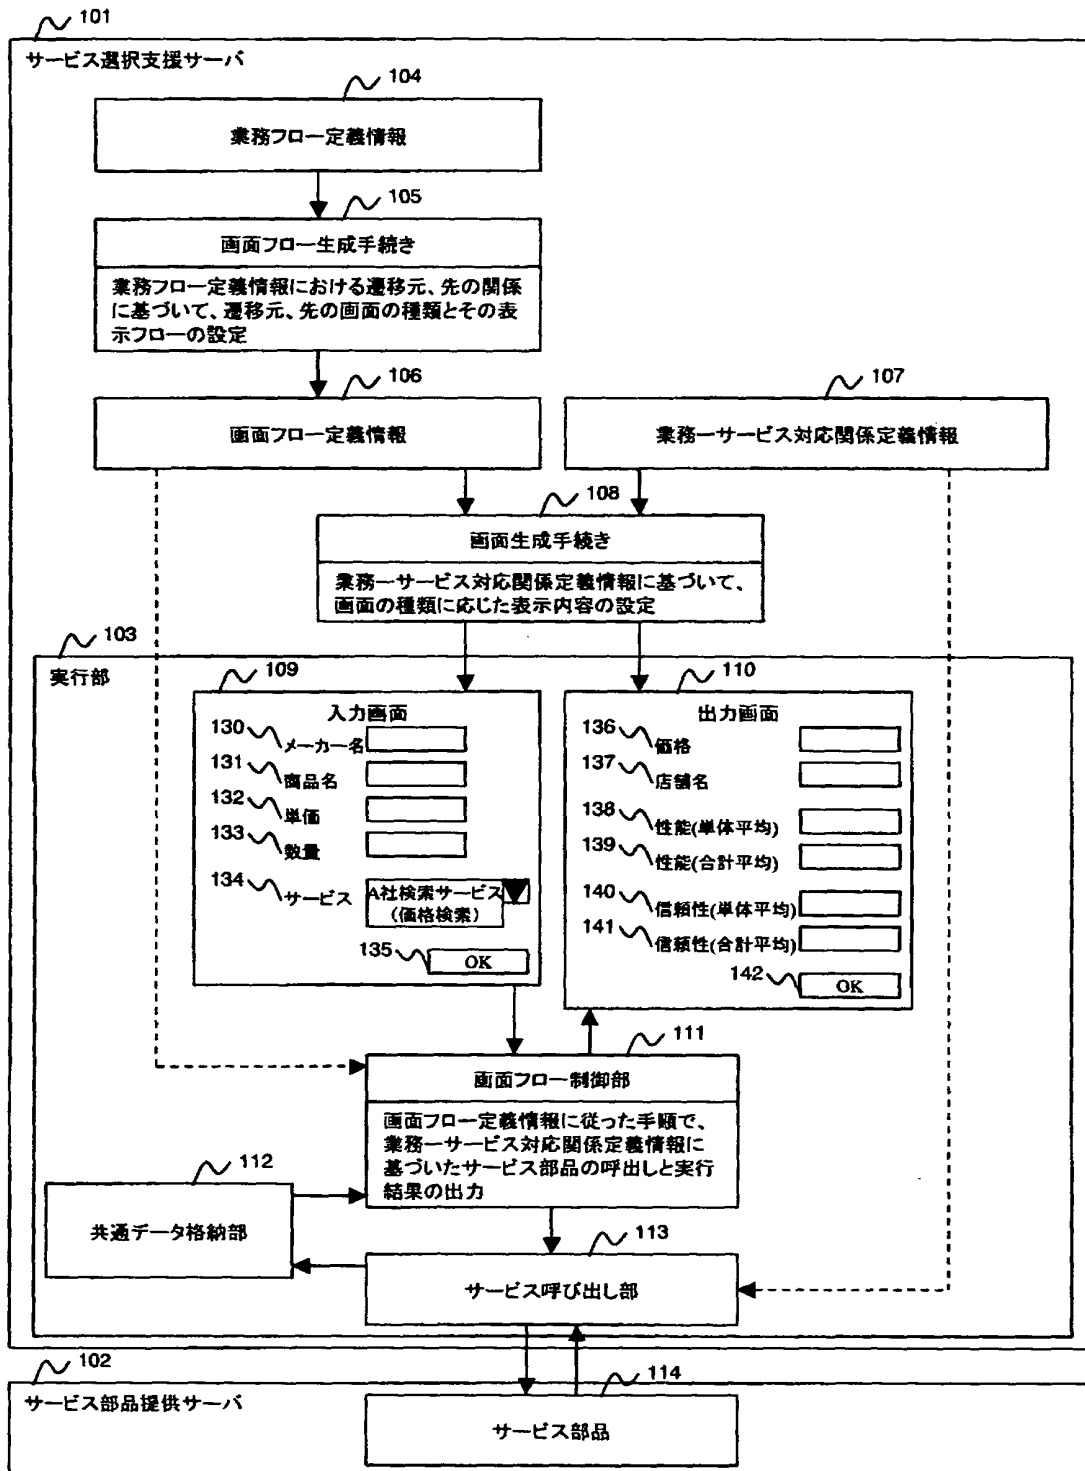 101
サービス選択支援サーバ
104
業務フロー定義情報
105
画面フロー生成手続き
業務フロー定義情報における遷移元、先の関係
に基づいて、遷移元、先の画面の種類とその表
示フローの設定
106
画面フロー定義情報
107
業務ーサービス対応関係定義情報
108
画面生成手続き
業務ーサービス対応関係定義情報に基づいて、
画面の種類に応じた表示内容の設定
103
実行部
109
入力画面
130
メーカー名
131
商品名
132
単価
133
数量
134
サービス
A社検索サービス
（価格検索）
135
OK
110
出力画面
136
価格
137
店舗名
138
性能(単体平均)
139
性能(合計平均)
140
信頼性(単体平均)
141
信頼性(合計平均)
142
OK
111
画面フロー制御部
画面フロー定義情報に従った手順で、
業務ーサービス対応関係定義情報に
基づいたサービス部品の呼出しと実行
結果の出力
112
共通データ格納部
113
サービス呼び出し部
102
サービス部品提供サーバ
114
サービス部品